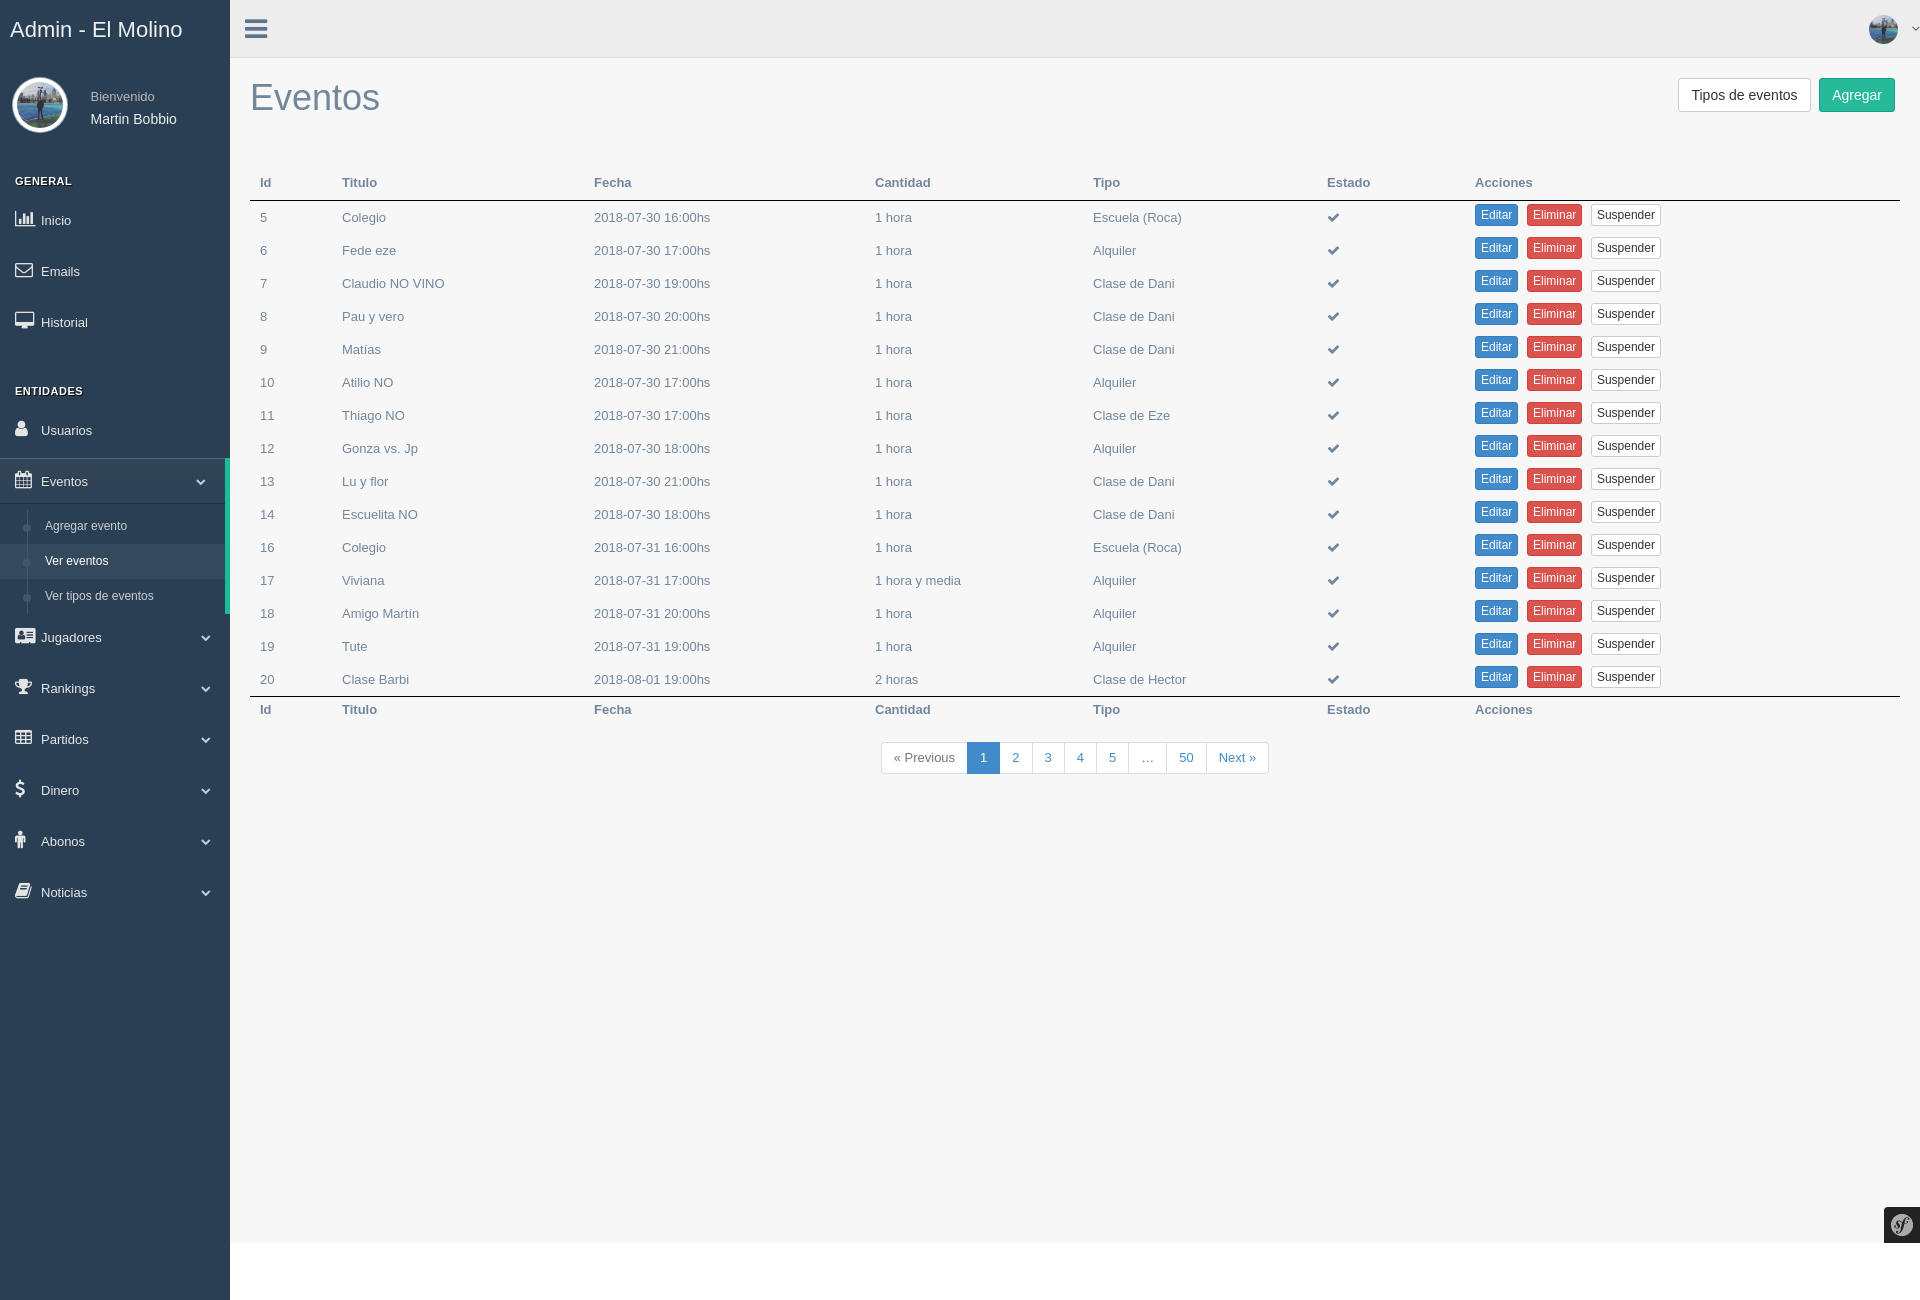 Admin - El Molino
Bienvenido
Martin Bobbio
GENERAL
Inicio
Emails
Historial
ENTIDADES
Usuarios
Eventos
Agregar evento
Ver eventos
Ver tipos de eventos
Jugadores
Rankings
Partidos
Dinero
Abonos
Noticias
Eventos
Tipos de eventos Agregar
Id Titulo Fecha Cantidad Tipo Estado Acciones
5 Colegio 2018-07-30 16:00hs 1 hora Escuela (Roca) Editar Eliminar Suspender
6 Fede eze 2018-07-30 17:00hs 1 hora Alquiler Editar Eliminar Suspender
7 Claudio NO VINO 2018-07-30 19:00hs 1 hora Clase de Dani Editar Eliminar Suspender
8 Pau y vero 2018-07-30 20:00hs 1 hora Clase de Dani Editar Eliminar Suspender
9 Matías 2018-07-30 21:00hs 1 hora Clase de Dani Editar Eliminar Suspender
10 Atilio NO 2018-07-30 17:00hs 1 hora Alquiler Editar Eliminar Suspender
11 Thiago NO 2018-07-30 17:00hs 1 hora Clase de Eze Editar Eliminar Suspender
12 Gonza vs. Jp 2018-07-30 18:00hs 1 hora Alquiler Editar Eliminar Suspender
13 Lu y flor 2018-07-30 21:00hs 1 hora Clase de Dani Editar Eliminar Suspender
14 Escuelita NO 2018-07-30 18:00hs 1 hora Clase de Dani Editar Eliminar Suspender
16 Colegio 2018-07-31 16:00hs 1 hora Escuela (Roca) Editar Eliminar Suspender
17 Viviana 2018-07-31 17:00hs 1 hora y media Alquiler Editar Eliminar Suspender
18 Amigo Martín 2018-07-31 20:00hs 1 hora Alquiler Editar Eliminar Suspender
19 Tute 2018-07-31 19:00hs 1 hora Alquiler Editar Eliminar Suspender
20 Clase Barbi 2018-08-01 19:00hs 2 horas Clase de Hector Editar Eliminar Suspender
Id Titulo Fecha Cantidad Tipo Estado Acciones
« Previous 1 2 3 4 5 … 50 Next »
sf